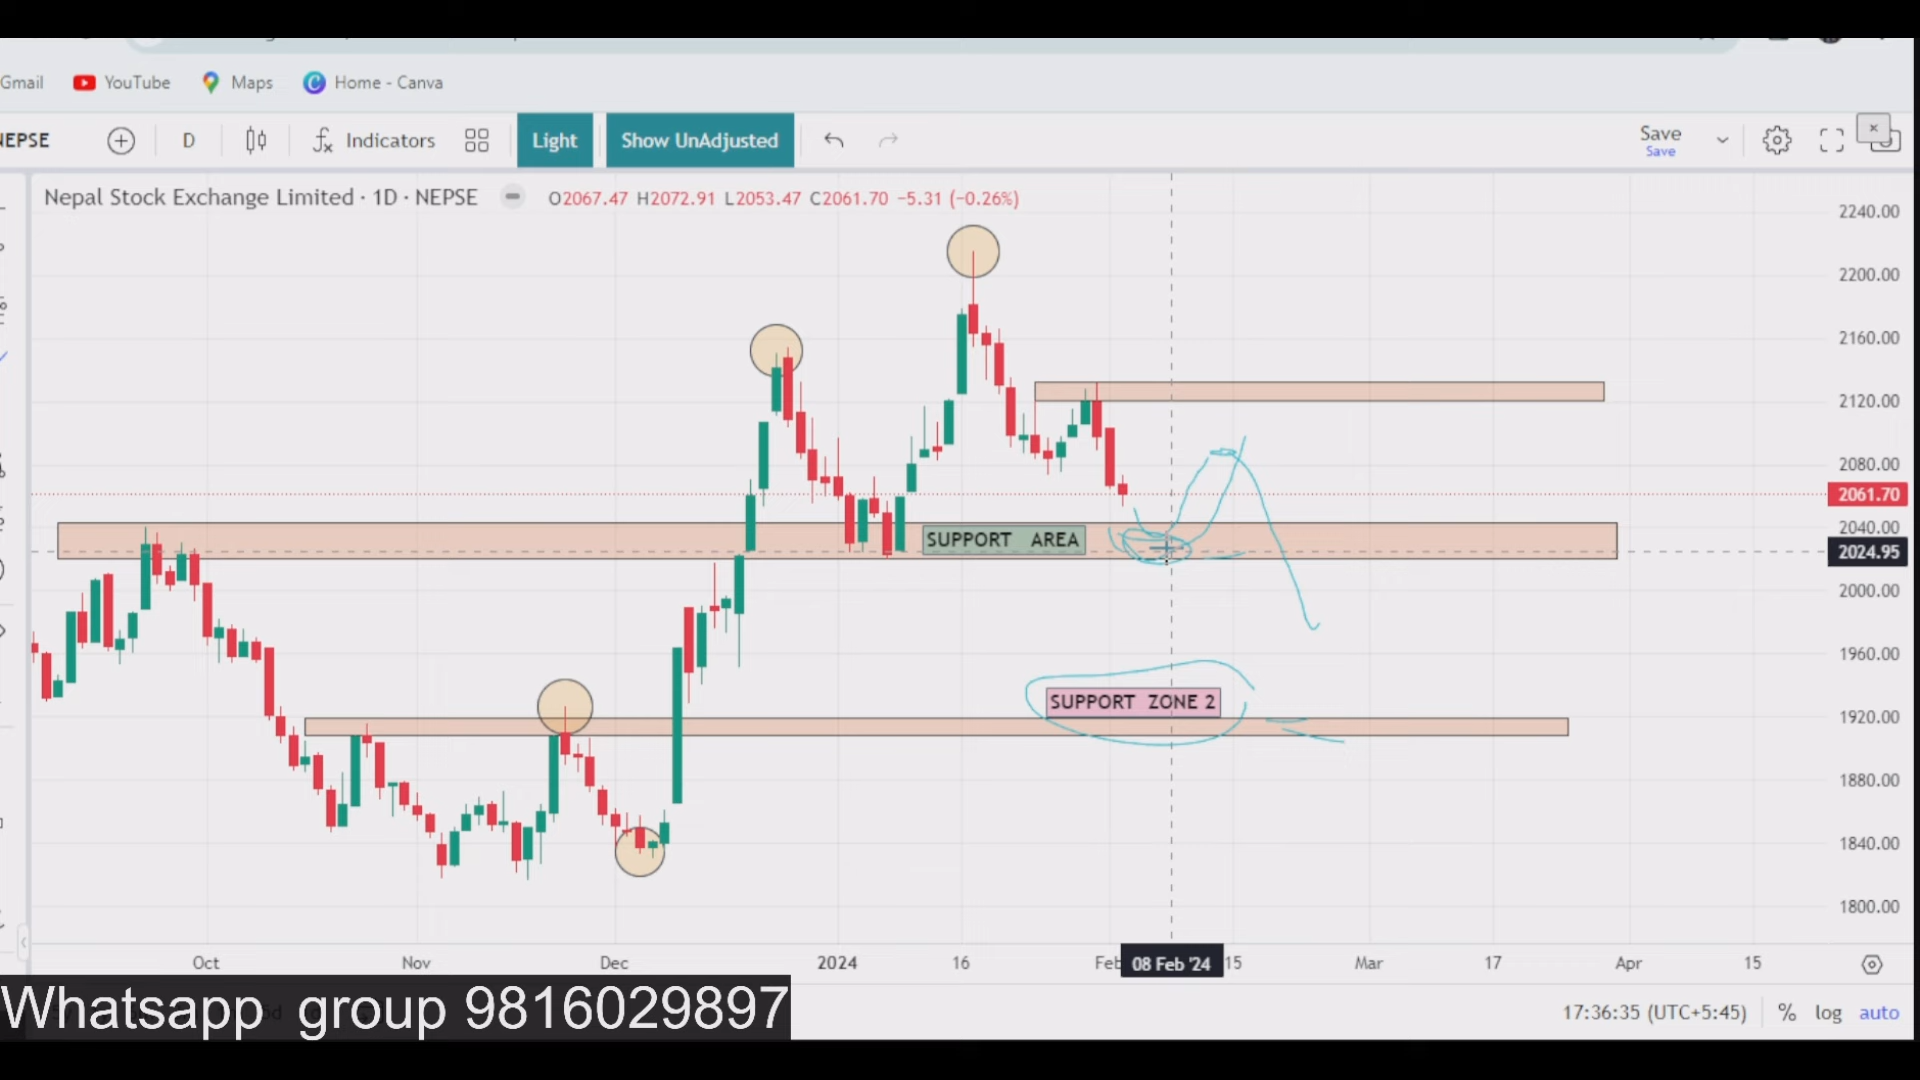 Gmail YouTube Maps Home - Canva
NEPSE D Indicators Light Show UnAdjusted Save
Save
Nepal Stock Exchange Limited · 1D · NEPSE O2067.47 H2072.91 L2053.47 C2061.70 −5.31 (−0.26%)
2240.00
2200.00
2160.00
2120.00
2080.00
2061.70
2040.00
SUPPORT AREA
2024.95
2000.00
1960.00
SUPPORT ZONE 2
1920.00
1880.00
1840.00
1800.00
Oct Nov Dec 2024 16 Feb 08 Feb '24 15 Mar 17 Apr 15
Whatsapp group 9816029897
17:36:35 (UTC+5:45) % log auto